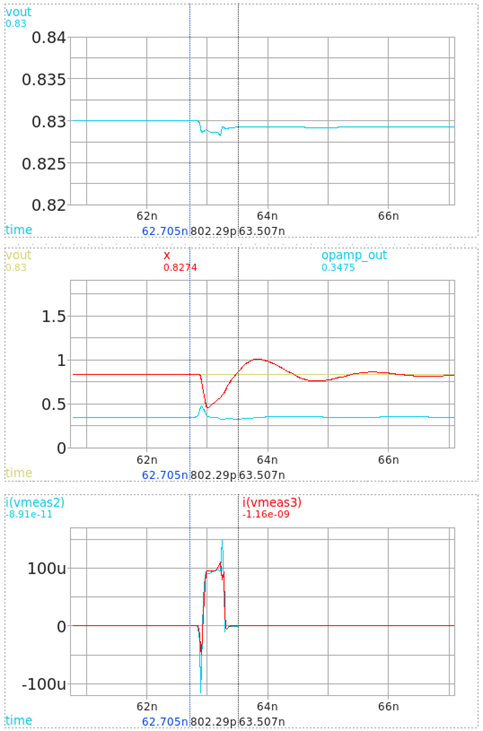 vout
0.83
0.84
0.835
0.83
0.825
0.82
62n 64n 66n
time 62.705n 802.29p 63.507n
vout x opamp_out
0.83 0.8274 0.3475
1.5
1
0.5
0
62n 64n 66n
time 62.705n 802.29p 63.507n
i(vmeas2) i(vmeas3)
-8.91e-11 -1.16e-09
100u
0
-100u
62n 64n 66n
time 62.705n 802.29p 63.507n